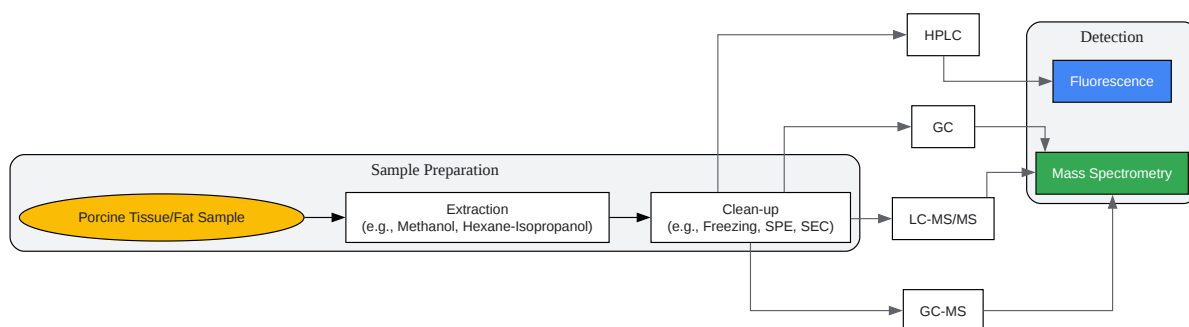 HPLC
Detection
Fluorescence
GC
Sample Preparation
Mass Spectrometry
Porcine Tissue/Fat Sample
Extraction
(e.g., Methanol, Hexane-Isopropanol)
Clean-up
(e.g., Freezing, SPE, SEC)
LC-MS/MS
GC-MS